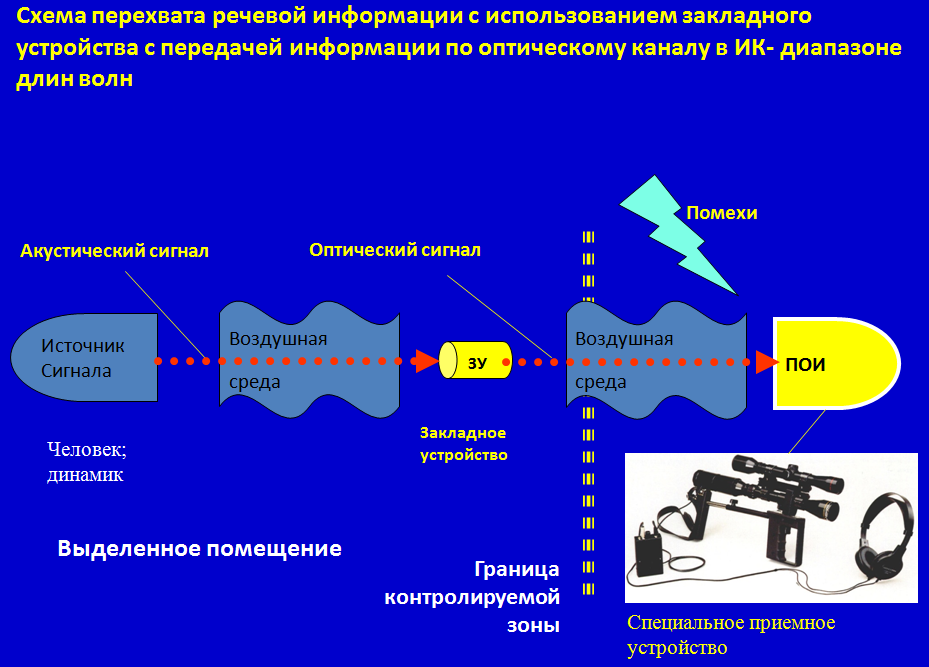 Схема перехвата речевой информации с использованием закладного
устройства с передачей информации по оптическому каналу в ИК- диапазоне
длин волн
Помехи
Акустический сигнал
Оптический сигнал
Источник
Сигнала
Воздушная
среда
ЗУ
Воздушная
среда
ПОИ
Закладное
устройство
Человек;
динамик
Выделенное помещение
Граница
контролируемой
зоны
Специальное приемное
устройство